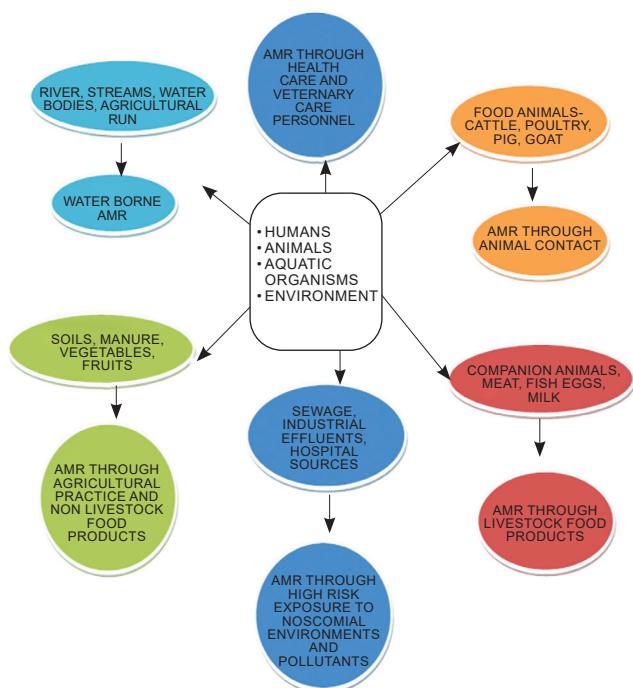 AMR THROUGH
HEALTH
CARE AND
VETERNARY
CARE
PERSONNEL
RIVER, STREAMS, WATER
BODIES, AGRICULTURAL
RUN
WATER BORNE
AMR
FOOD ANIMALS-
CATTLE, POULTRY,
PIG, GOAT
AMR THROUGH
ANIMAL CONTACT
• HUMANS
• ANIMALS
• AQUATIC
ORGANISMS
• ENVIRONMENT
SOILS, MANURE,
VEGETABLES,
FRUITS
AMR THROUGH
AGRICULTURAL
PRACTICE AND
NON LIVESTOCK
FOOD
PRODUCTS
SEWAGE,
INDUSTRIAL
EFFLUENTS,
HOSPITAL
SOURCES
AMR THROUGH
HIGH RISK
EXPOSURE TO
NOSCOMIAL
ENVIRONMENTS
AND
POLLUTANTS
COMPANION ANIMALS,
MEAT, FISH EGGS,
MILK
AMR THROUGH
LIVESTOCK FOOD
PRODUCTS